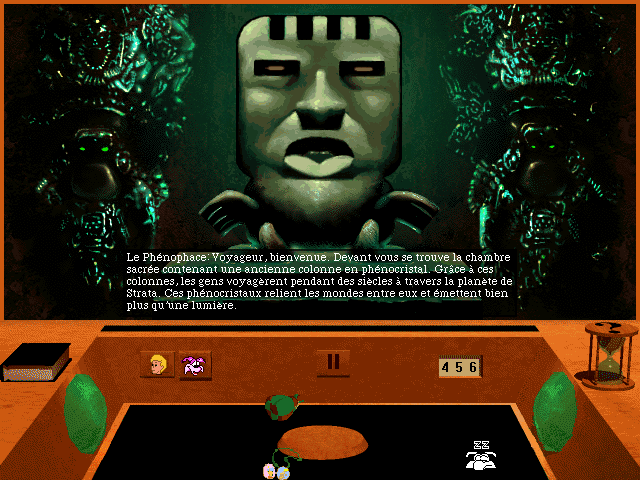 Le Phénophace: Voyageur, bienvenue. Devant vous se trouve la chambre
sacrée contenant une ancienne colonne en phénocristal. Grâce à ces
colonnes, les gens voyagèrent pendant des siècles à travers la planète de
Strata. Ces phénocristaux relient les mondes entre eux et émettent bien
plus qu'une lumière.
?
4 5 6
ZZ